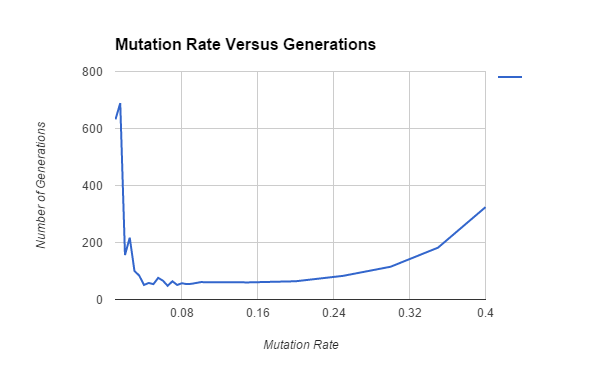 Mutation Rate Versus Generations
800
600
400
200
0
Number of Generations
0.08 0.16 0.24 0.32 0.4
Mutation Rate